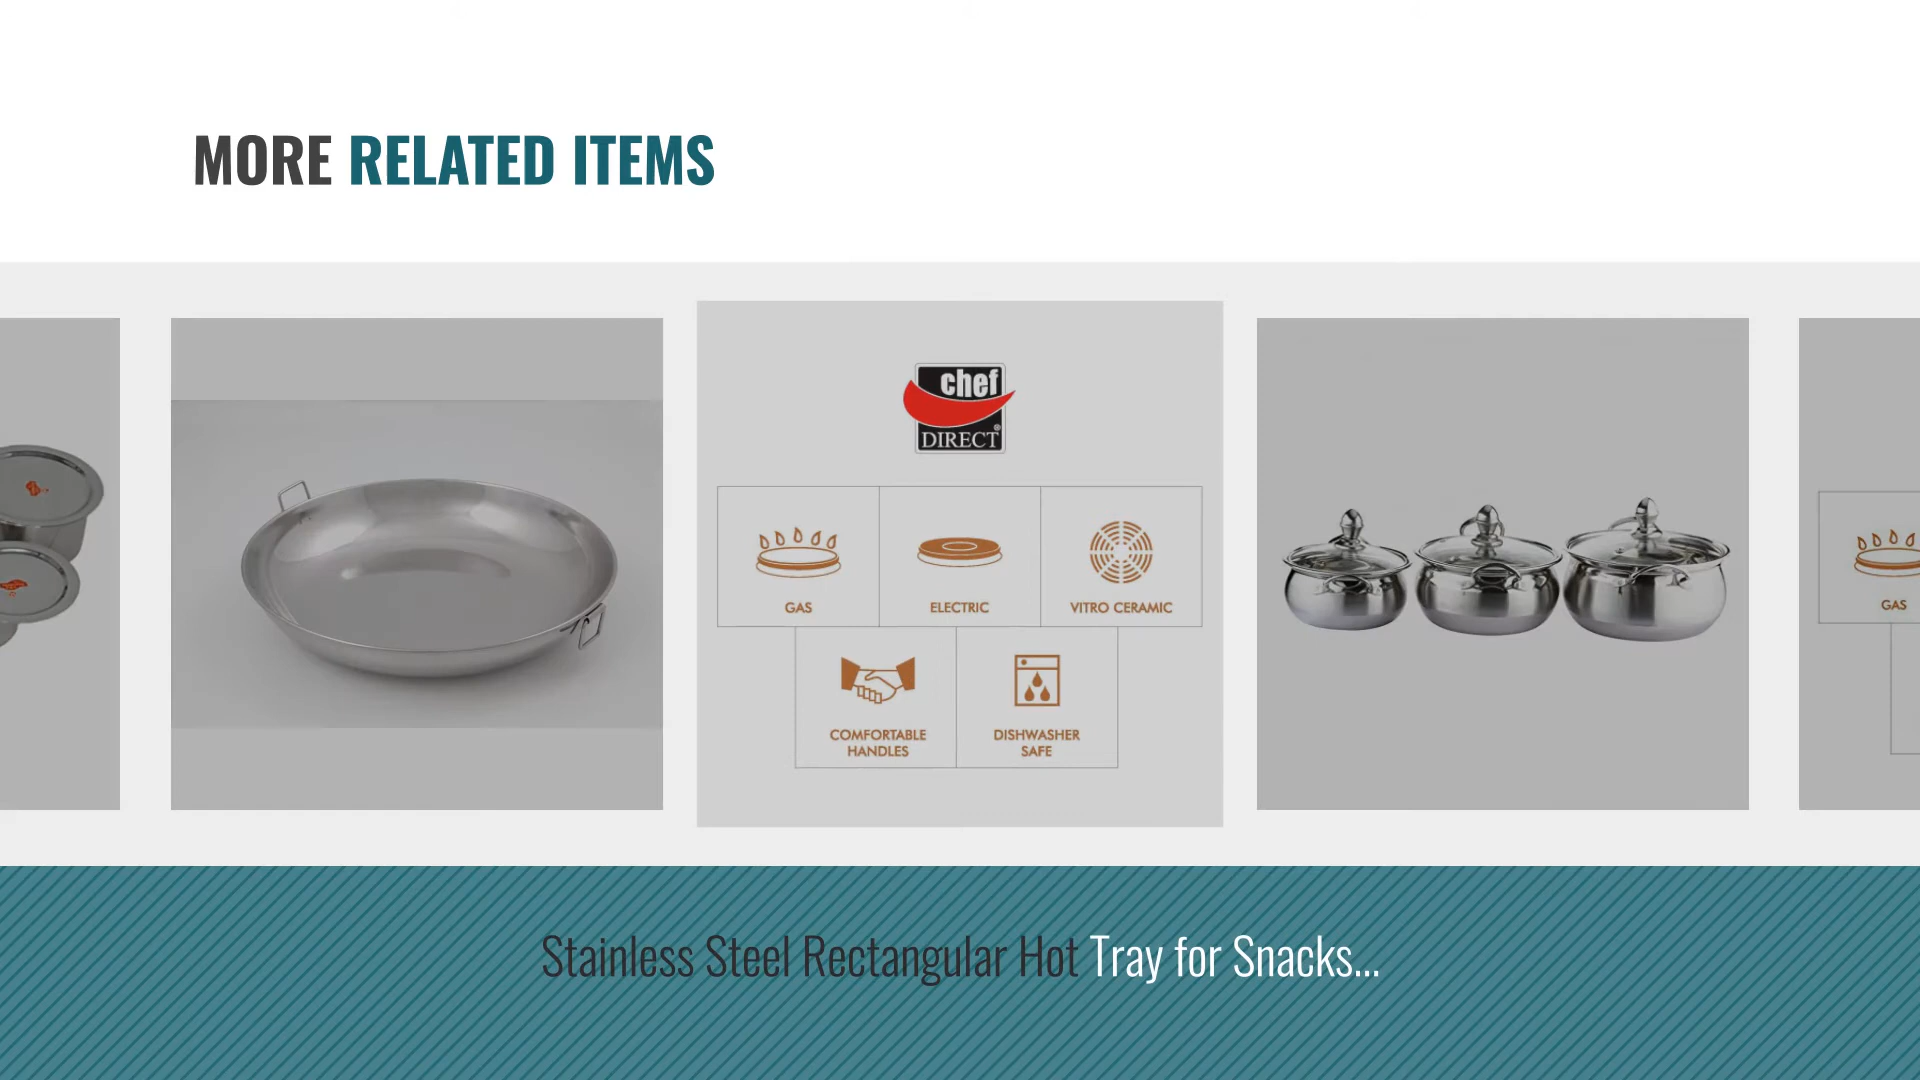 MORE RELATED ITEMS
chef
DIRECT®
GAS
ELECTRIC
VITRO CERAMIC
COMFORTABLE
HANDLES
DISHWASHER
SAFE
GAS
Stainless Steel Rectangular Hot Tray for Snacks...